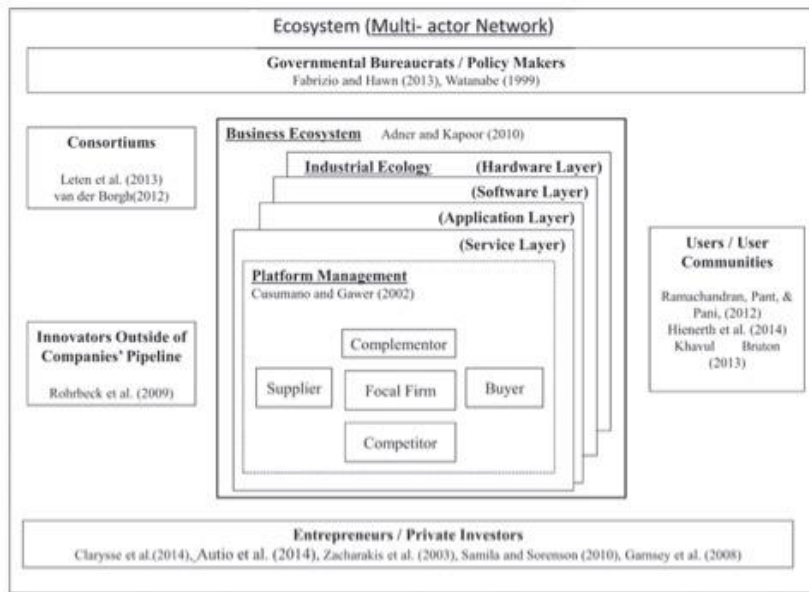 Ecosystem (Multi- actor Network)
Governmental Bureaucrats / Policy Makers
Fabrizio and Hawn (2013), Watanabe (1999)
Consortiums
Leten et al. (2013)
van der Borgh(2012)
Business Ecosystem Adner and Kapoor (2010)
Industrial Ecology (Hardware Layer)
(Software Layer)
(Application Layer)
(Service Layer)
Platform Management
Cusumano and Gawer (2002)
Complementor
Supplier Focal Firm Buyer
Competitor
Users / User
Communities
Ramachandran, Pant, &
Pani, (2012)
Hienerth et al. (2014)
Khavul Bruton
(2013)
Innovators Outside of
Companies' Pipeline
Rohrbeck et al. (2009)
Entrepreneurs / Private Investors
Clarysse et al.(2014), Autio et al. (2014), Zacharakis et al. (2003), Samila and Sorenson (2010), Garnsey et al. (2008)